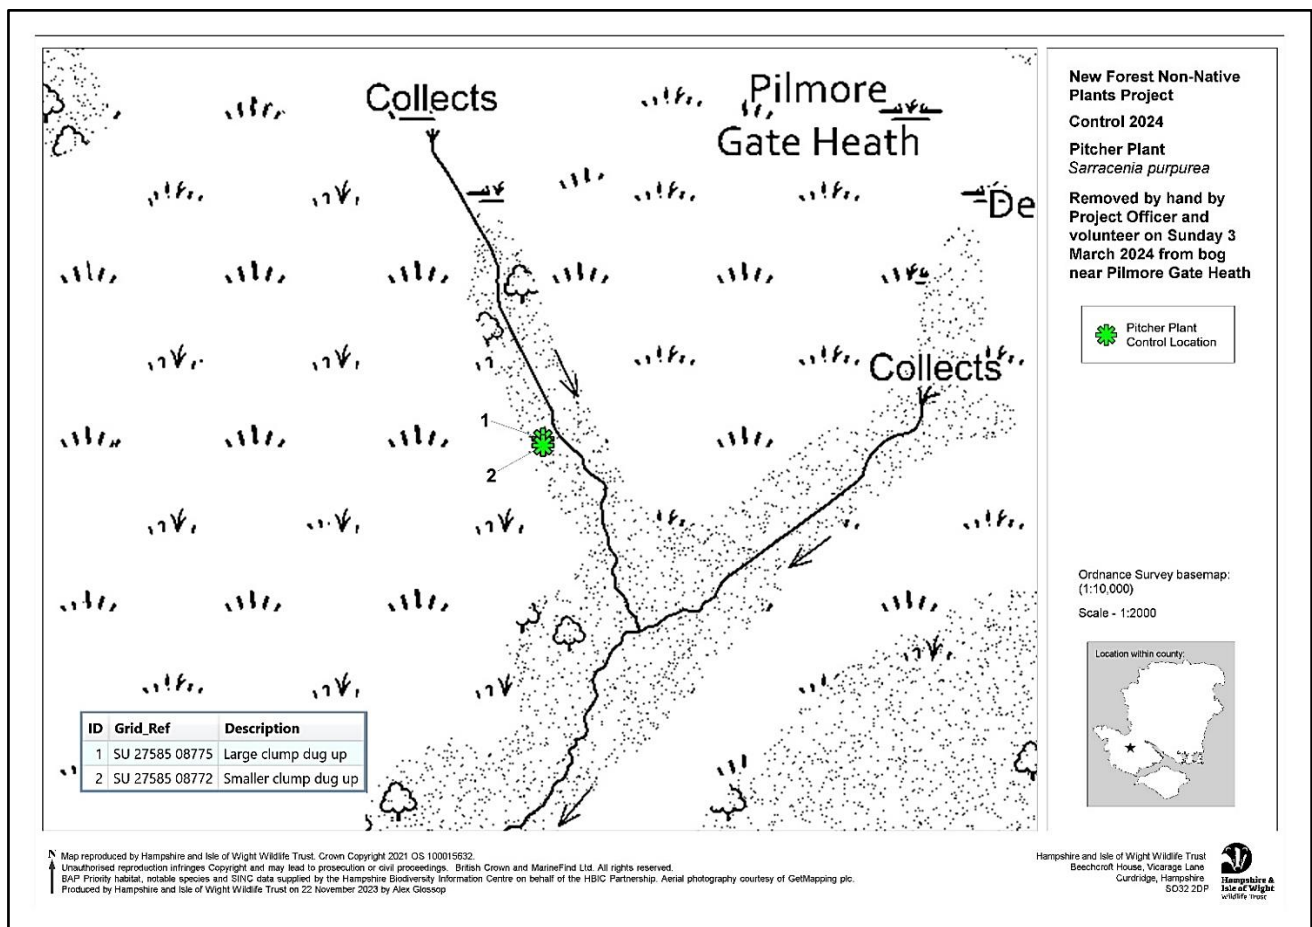 Collects
Pilmore
Gate Heath
De
Collects
1
2
ID Grid_Ref Description
1 SU 27585 08775 Large clump dug up
2 SU 27585 08772 Smaller clump dug up
New Forest Non-Native
Plants Project
Control 2024
Pitcher Plant
Sarracenia purpurea
Removed by hand by
Project Officer and
volunteer on Sunday 3
March 2024 from bog
near Pilmore Gate Heath
Pitcher Plant
Control Location
Ordnance Survey basemap:
(1:10,000)
Scale - 1:2000
Location within county:
N Map reproduced by Hampshire and Isle of Wight Wildlife Trust. Crown Copyright 2021 OS 100015632.
Unauthorised reproduction infringes Copyright and may lead to prosecution or civil proceedings. British Crown and MarineFind Ltd. All rights reserved.
BAP Priority habitat, notable species and SINC data supplied by the Hampshire Biodiversity Information Centre on behalf of the HBIC Partnership. Aerial photography courtesy of GetMapping plc.
Produced by Hampshire and Isle of Wight Wildlife Trust on 22 November 2023 by Alex Glossop
Hampshire and Isle of Wight Wildlife Trust
Beechcroft House, Vicarage Lane
Curdridge, Hampshire
SO32 2DP
Hampshire &
Isle of Wight
Wildlife Trust